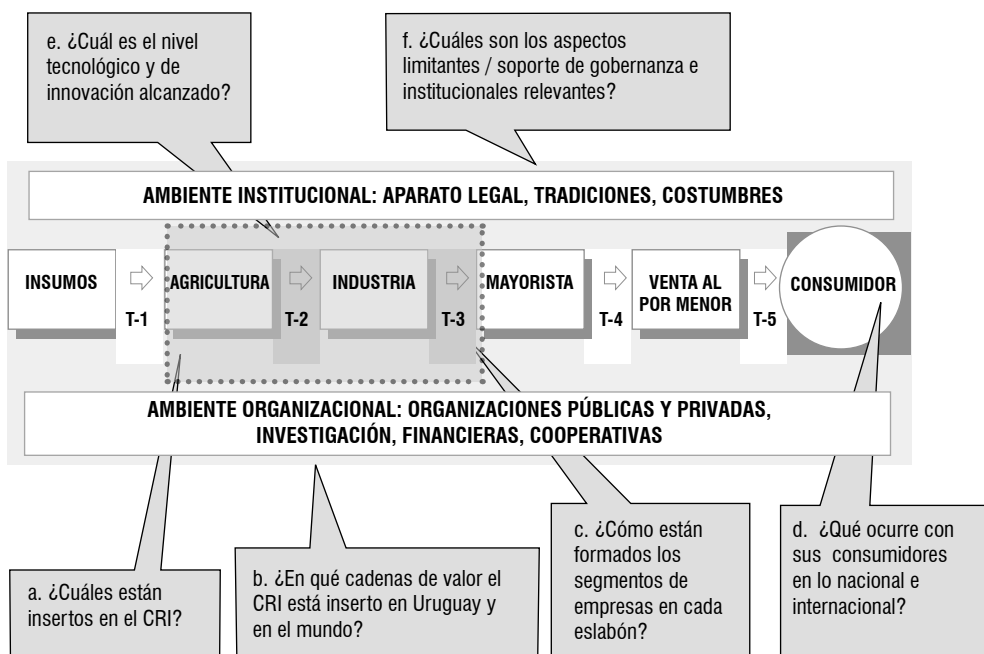 e. ¿Cuál es el nivel
tecnológico y de
innovación alcanzado?
f. ¿Cuáles son los aspectos
limitantes / soporte de gobernanza e
institucionales relevantes?
AMBIENTE INSTITUCIONAL: APARATO LEGAL, TRADICIONES, COSTUMBRES
INSUMOS
T-1
AGRICULTURA
T-2
INDUSTRIA
T-3
MAYORISTA
T-4
VENTA AL
POR MENOR
T-5
CONSUMIDOR
AMBIENTE ORGANIZACIONAL: ORGANIZACIONES PÚBLICAS Y PRIVADAS,
INVESTIGACIÓN, FINANCIERAS, COOPERATIVAS
a. ¿Cuáles están
insertos en el CRI?
b. ¿En qué cadenas de valor el
CRI está inserto en Uruguay y
en el mundo?
c. ¿Cómo están
formados los
segmentos de
empresas en cada
eslabón?
d. ¿Qué ocurre con
sus consumidores
en lo nacional e
internacional?